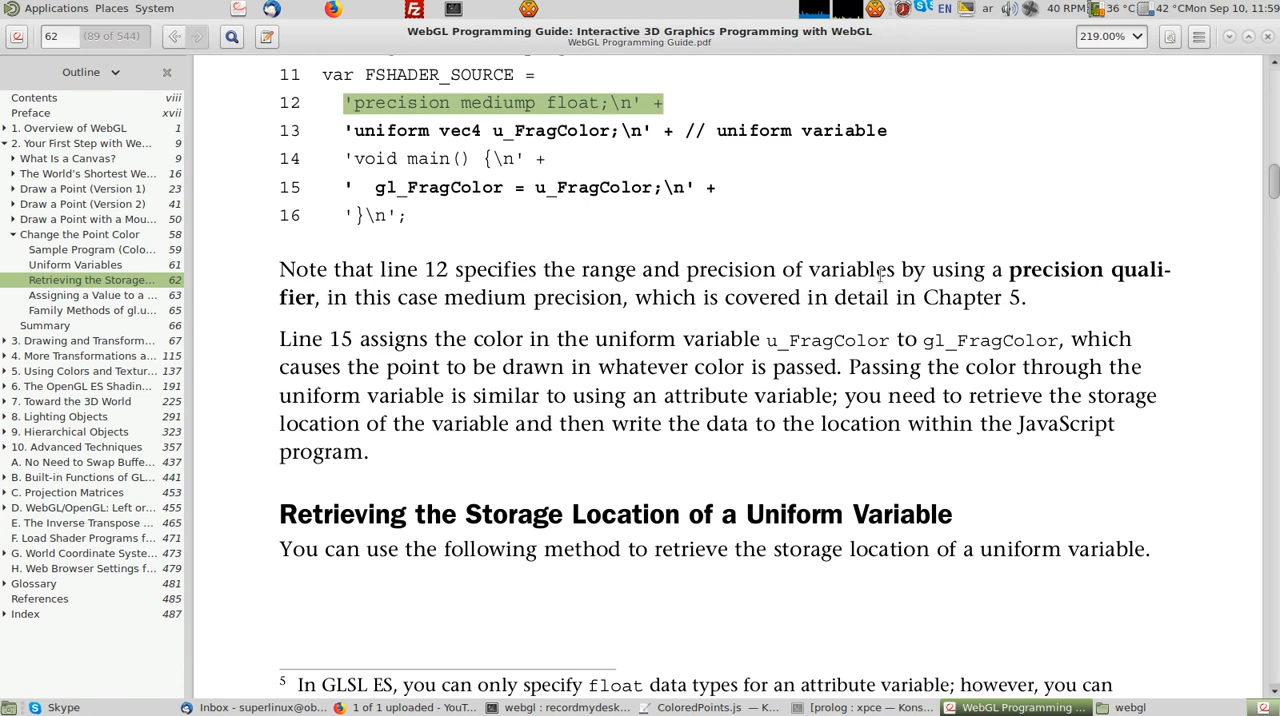 Applications Places System EN ar 40 RPM 36 °C 42 °C Mon Sep 10, 11:59
62 (89 of 544) WebGL Programming Guide: Interactive 3D Graphics Programming with WebGL 219.00%
WebGL Programming Guide.pdf
Outline
Contents viii
Preface xvii
1. Overview of WebGL 1
2. Your First Step with We... 9
What Is a Canvas? 9
The World's Shortest We... 16
Draw a Point (Version 1) 23
Draw a Point (Version 2) 41
Draw a Point with a Mou... 50
Change the Point Color 58
Sample Program (Colo... 59
Uniform Variables 61
Retrieving the Storage... 62
Assigning a Value to a ... 63
Family Methods of gl.u... 65
Summary 66
3. Drawing and Transform... 67
4. More Transformations a... 115
5. Using Colors and Textur... 137
6. The OpenGL ES Shadin... 191
7. Toward the 3D World 225
8. Lighting Objects 291
9. Hierarchical Objects 323
10. Advanced Techniques 357
A. No Need to Swap Buffe... 437
B. Built-in Functions of GL... 441
C. Projection Matrices 453
D. WebGL/OpenGL: Left or... 455
E. The Inverse Transpose ... 465
F. Load Shader Programs f... 471
G. World Coordinate Syste... 473
H. Web Browser Settings f... 479
Glossary 481
References 485
Index 487
11 var FSHADER_SOURCE =
12 'precision mediump float;\n' +
13 'uniform vec4 u_FragColor;\n' + // uniform variable
14 'void main() {\n' +
15 '  gl_FragColor = u_FragColor;\n' +
16 '}\n';
Note that line 12 specifies the range and precision of variables by using a precision quali-
fier, in this case medium precision, which is covered in detail in Chapter 5.
Line 15 assigns the color in the uniform variable u_FragColor to gl_FragColor, which
causes the point to be drawn in whatever color is passed. Passing the color through the
uniform variable is similar to using an attribute variable; you need to retrieve the storage
location of the variable and then write the data to the location within the JavaScript
program.
Retrieving the Storage Location of a Uniform Variable
You can use the following method to retrieve the storage location of a uniform variable.
5 In GLSL ES, you can only specify float data types for an attribute variable; however, you can
Skype Inbox - superlinux@ob... 1 of 1 uploaded - YouT... webgl : recordmydesk... ColoredPoints.js — K... [prolog : xpce — Kons... WebGL Programming ... webgl